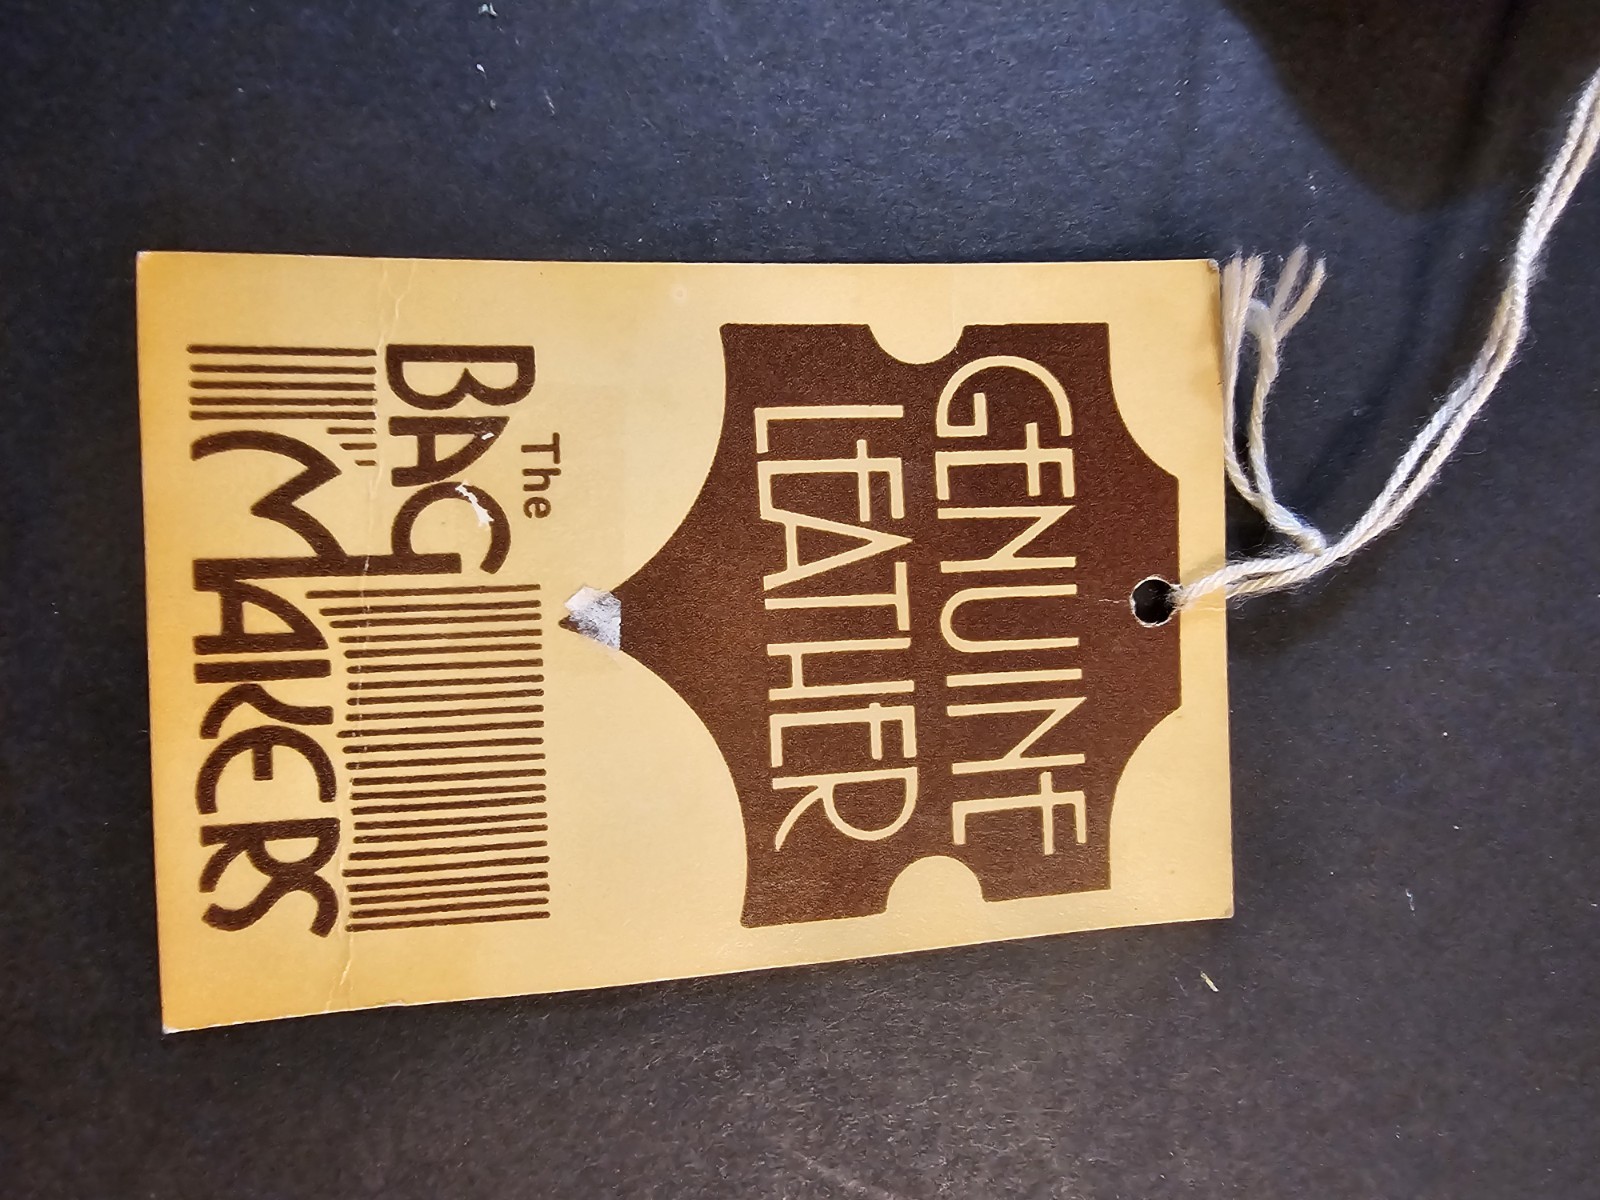 GENUINE
LEATHER
The
BAG
MAKERS